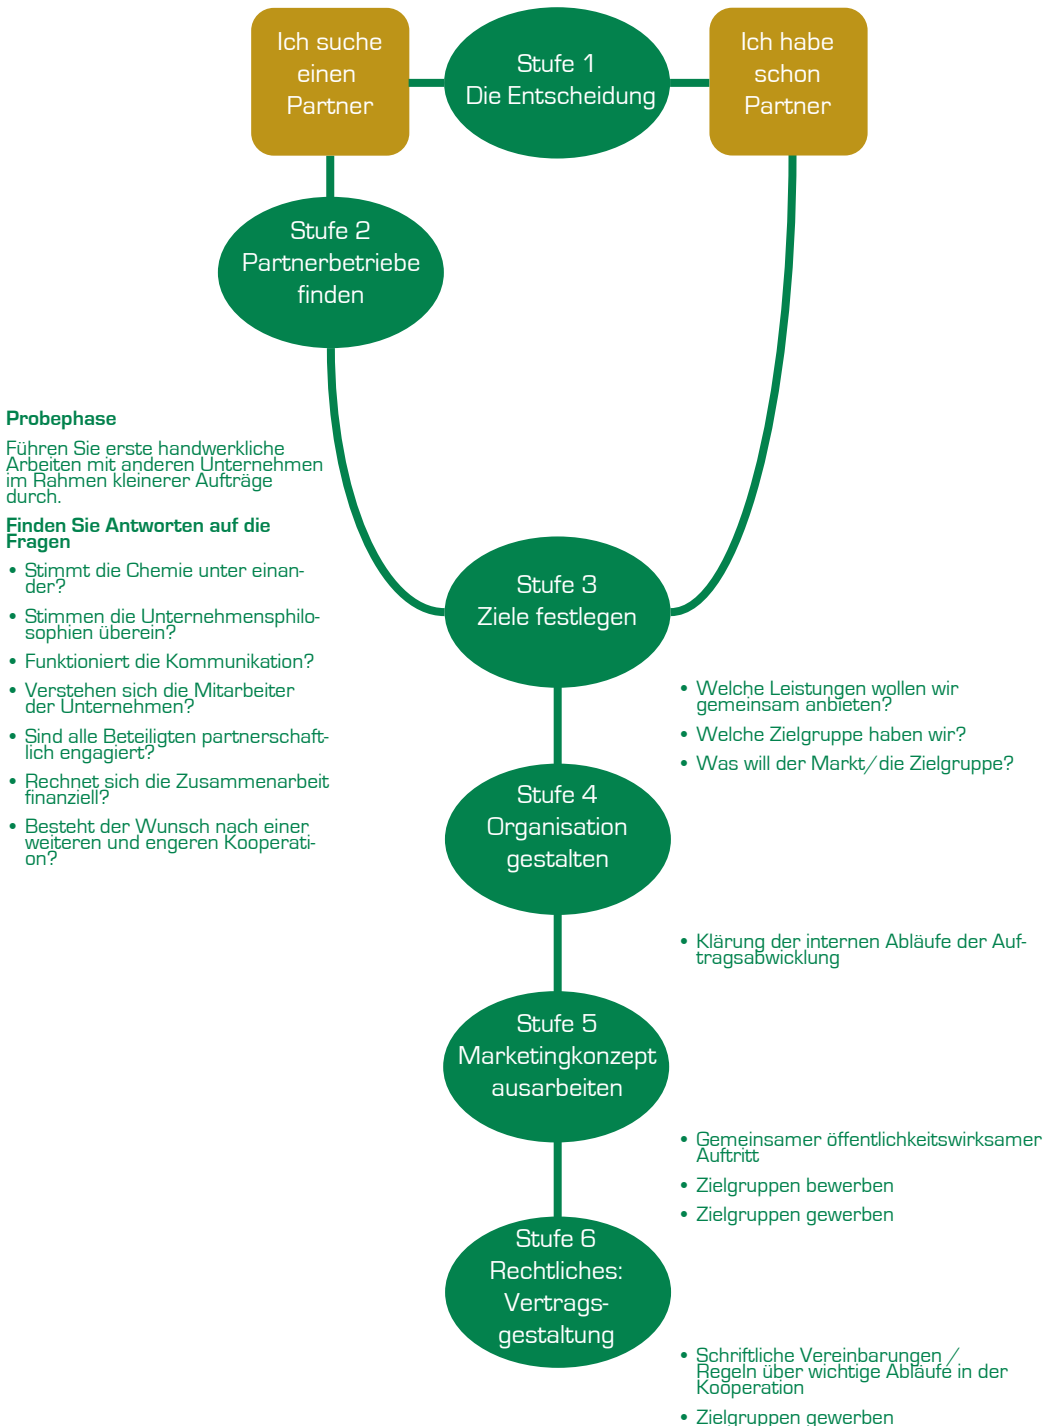 Ich suche
einen
Partner
Stufe 1
Die Entscheidung
Ich habe
schon
Partner
Stufe 2
Partnerbetriebe
finden
Probephase
Führen Sie erste handwerkliche
Arbeiten mit anderen Unternehmen
im Rahmen kleinerer Aufträge
durch.
Finden Sie Antworten auf die
Fragen
• Stimmt die Chemie unter einan-
der?
• Stimmen die Unternehmensphilo-
sophien überein?
• Funktioniert die Kommunikation?
• Verstehen sich die Mitarbeiter
der Unternehmen?
• Sind alle Beteiligten partnerschaft-
lich engagiert?
• Rechnet sich die Zusammenarbeit
finanziell?
• Besteht der Wunsch nach einer
weiteren und engeren Kooperati-
on?
Stufe 3
Ziele festlegen
• Welche Leistungen wollen wir
gemeinsam anbieten?
• Welche Zielgruppe haben wir?
• Was will der Markt/die Zielgruppe?
Stufe 4
Organisation
gestalten
• Klärung der internen Abläufe der Auf-
tragsabwicklung
Stufe 5
Marketingkonzept
ausarbeiten
• Gemeinsamer öffentlichkeitswirksamer
Auftritt
• Zielgruppen bewerben
• Zielgruppen gewerben
Stufe 6
Rechtliches:
Vertrags-
gestaltung
• Schriftliche Vereinbarungen /
Regeln über wichtige Abläufe in der
Kooperation
• Zielgruppen gewerben